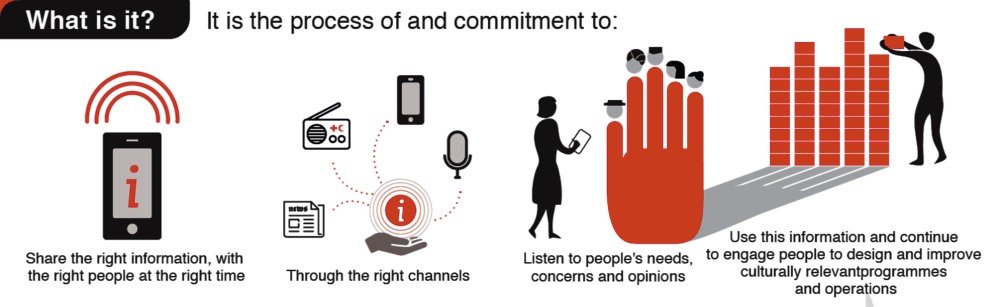 What is it?
It is the process of and commitment to:
i
news
i
Share the right information, with
the right people at the right time
Through the right channels
Listen to people's needs,
concerns and opinions
Use this information and continue
to engage people to design and improve
culturally relevantprogrammes
and operations